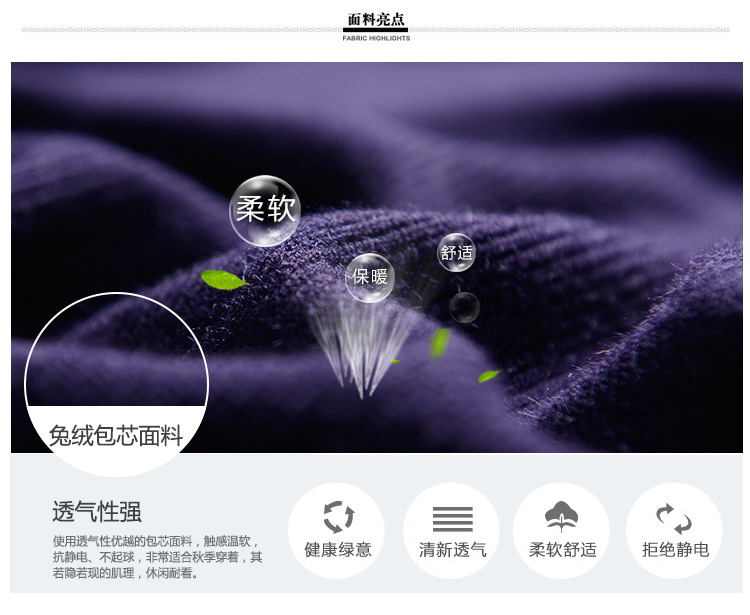 面料亮点
FABRIC HIGHLIGHTS
柔软
舒适
保暖
兔绒包芯面料
透气性强
使用透气性优越的包芯面料，触感温软，
抗静电、不起球，非常适合秋季穿着，其
若隐若现的肌理，休闲耐看。
健康绿意
清新透气
柔软舒适
拒绝静电